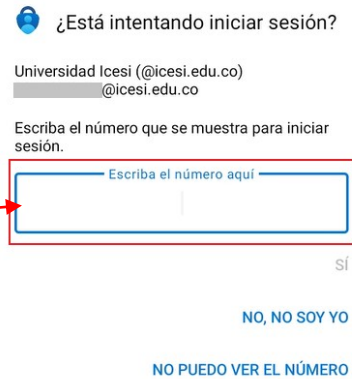 ¿Está intentando iniciar sesión?
Universidad Icesi (@icesi.edu.co)
@icesi.edu.co
Escriba el número que se muestra para iniciar
sesión.
Escriba el número aquí
SÍ
NO, NO SOY YO
NO PUEDO VER EL NÚMERO